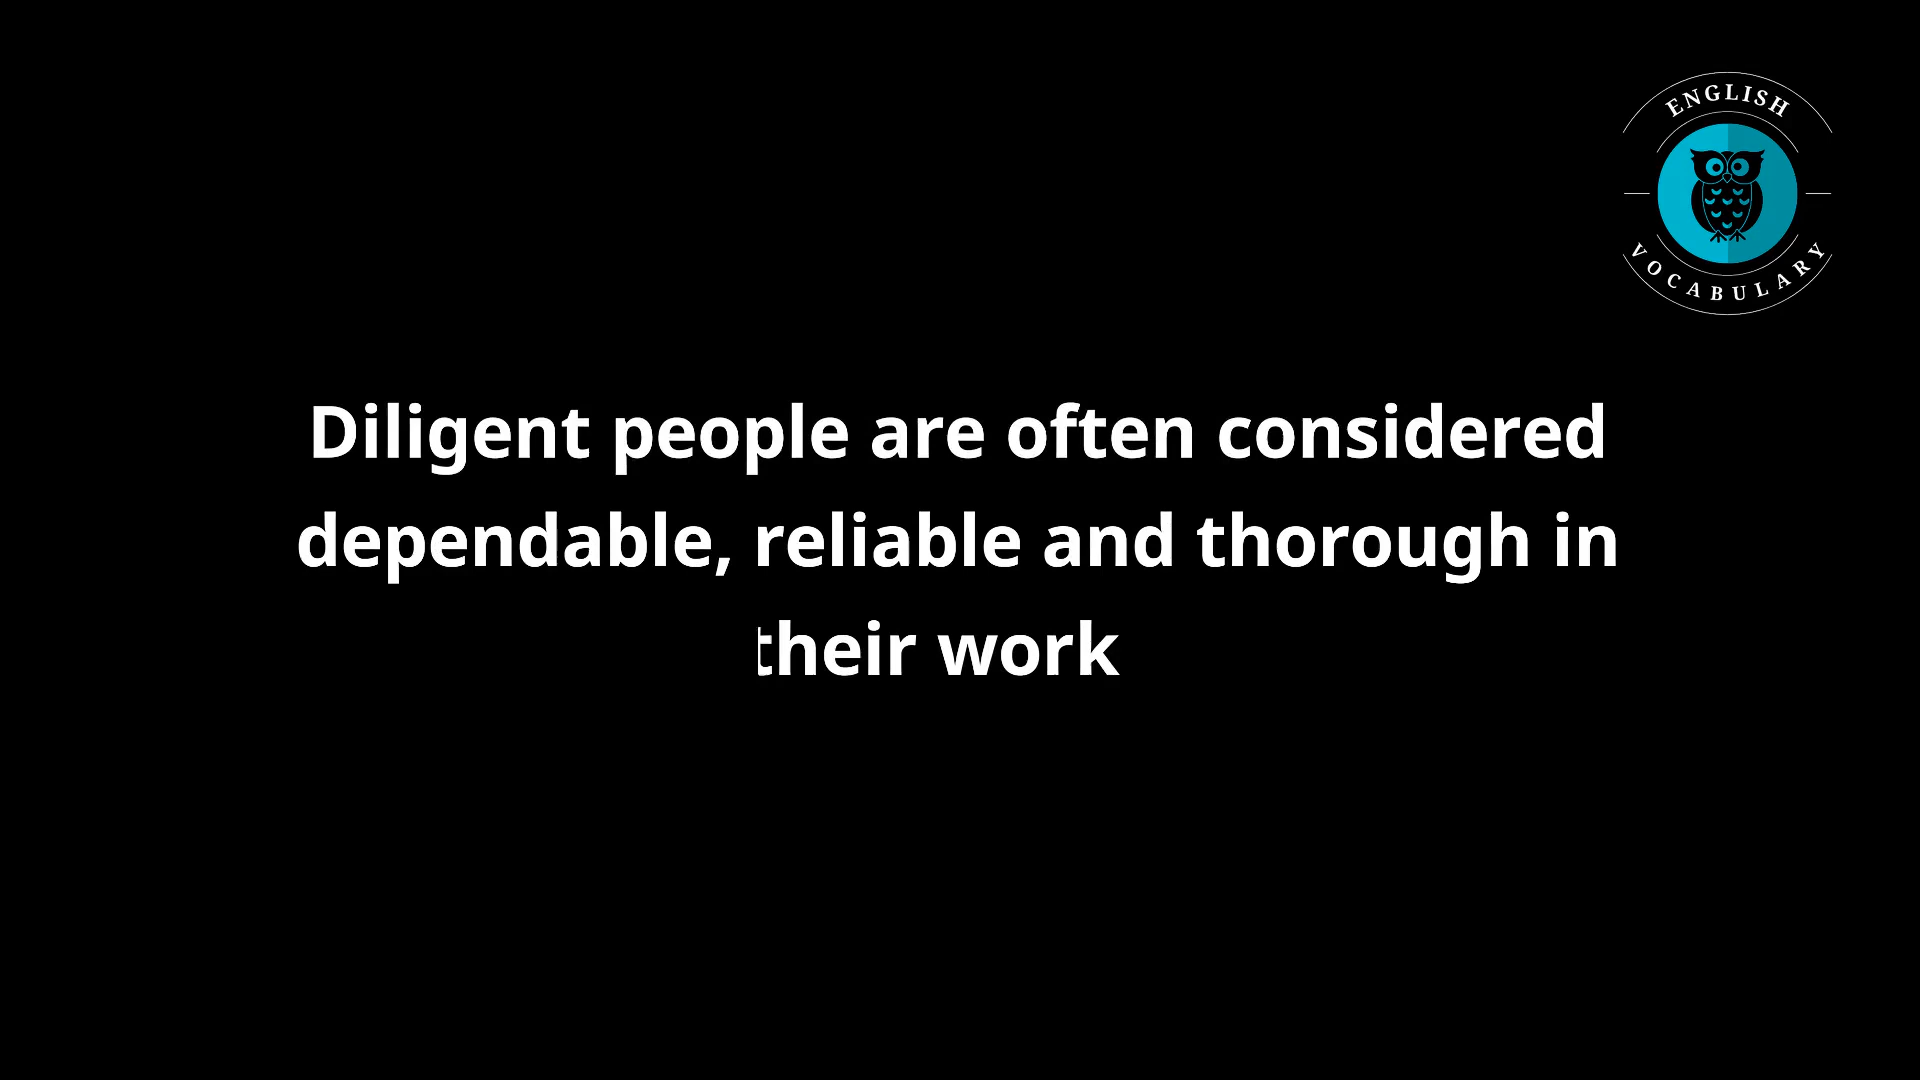 ENGLISH
VOCABULARY
Diligent people are often considered
dependable, reliable and thorough in
their work